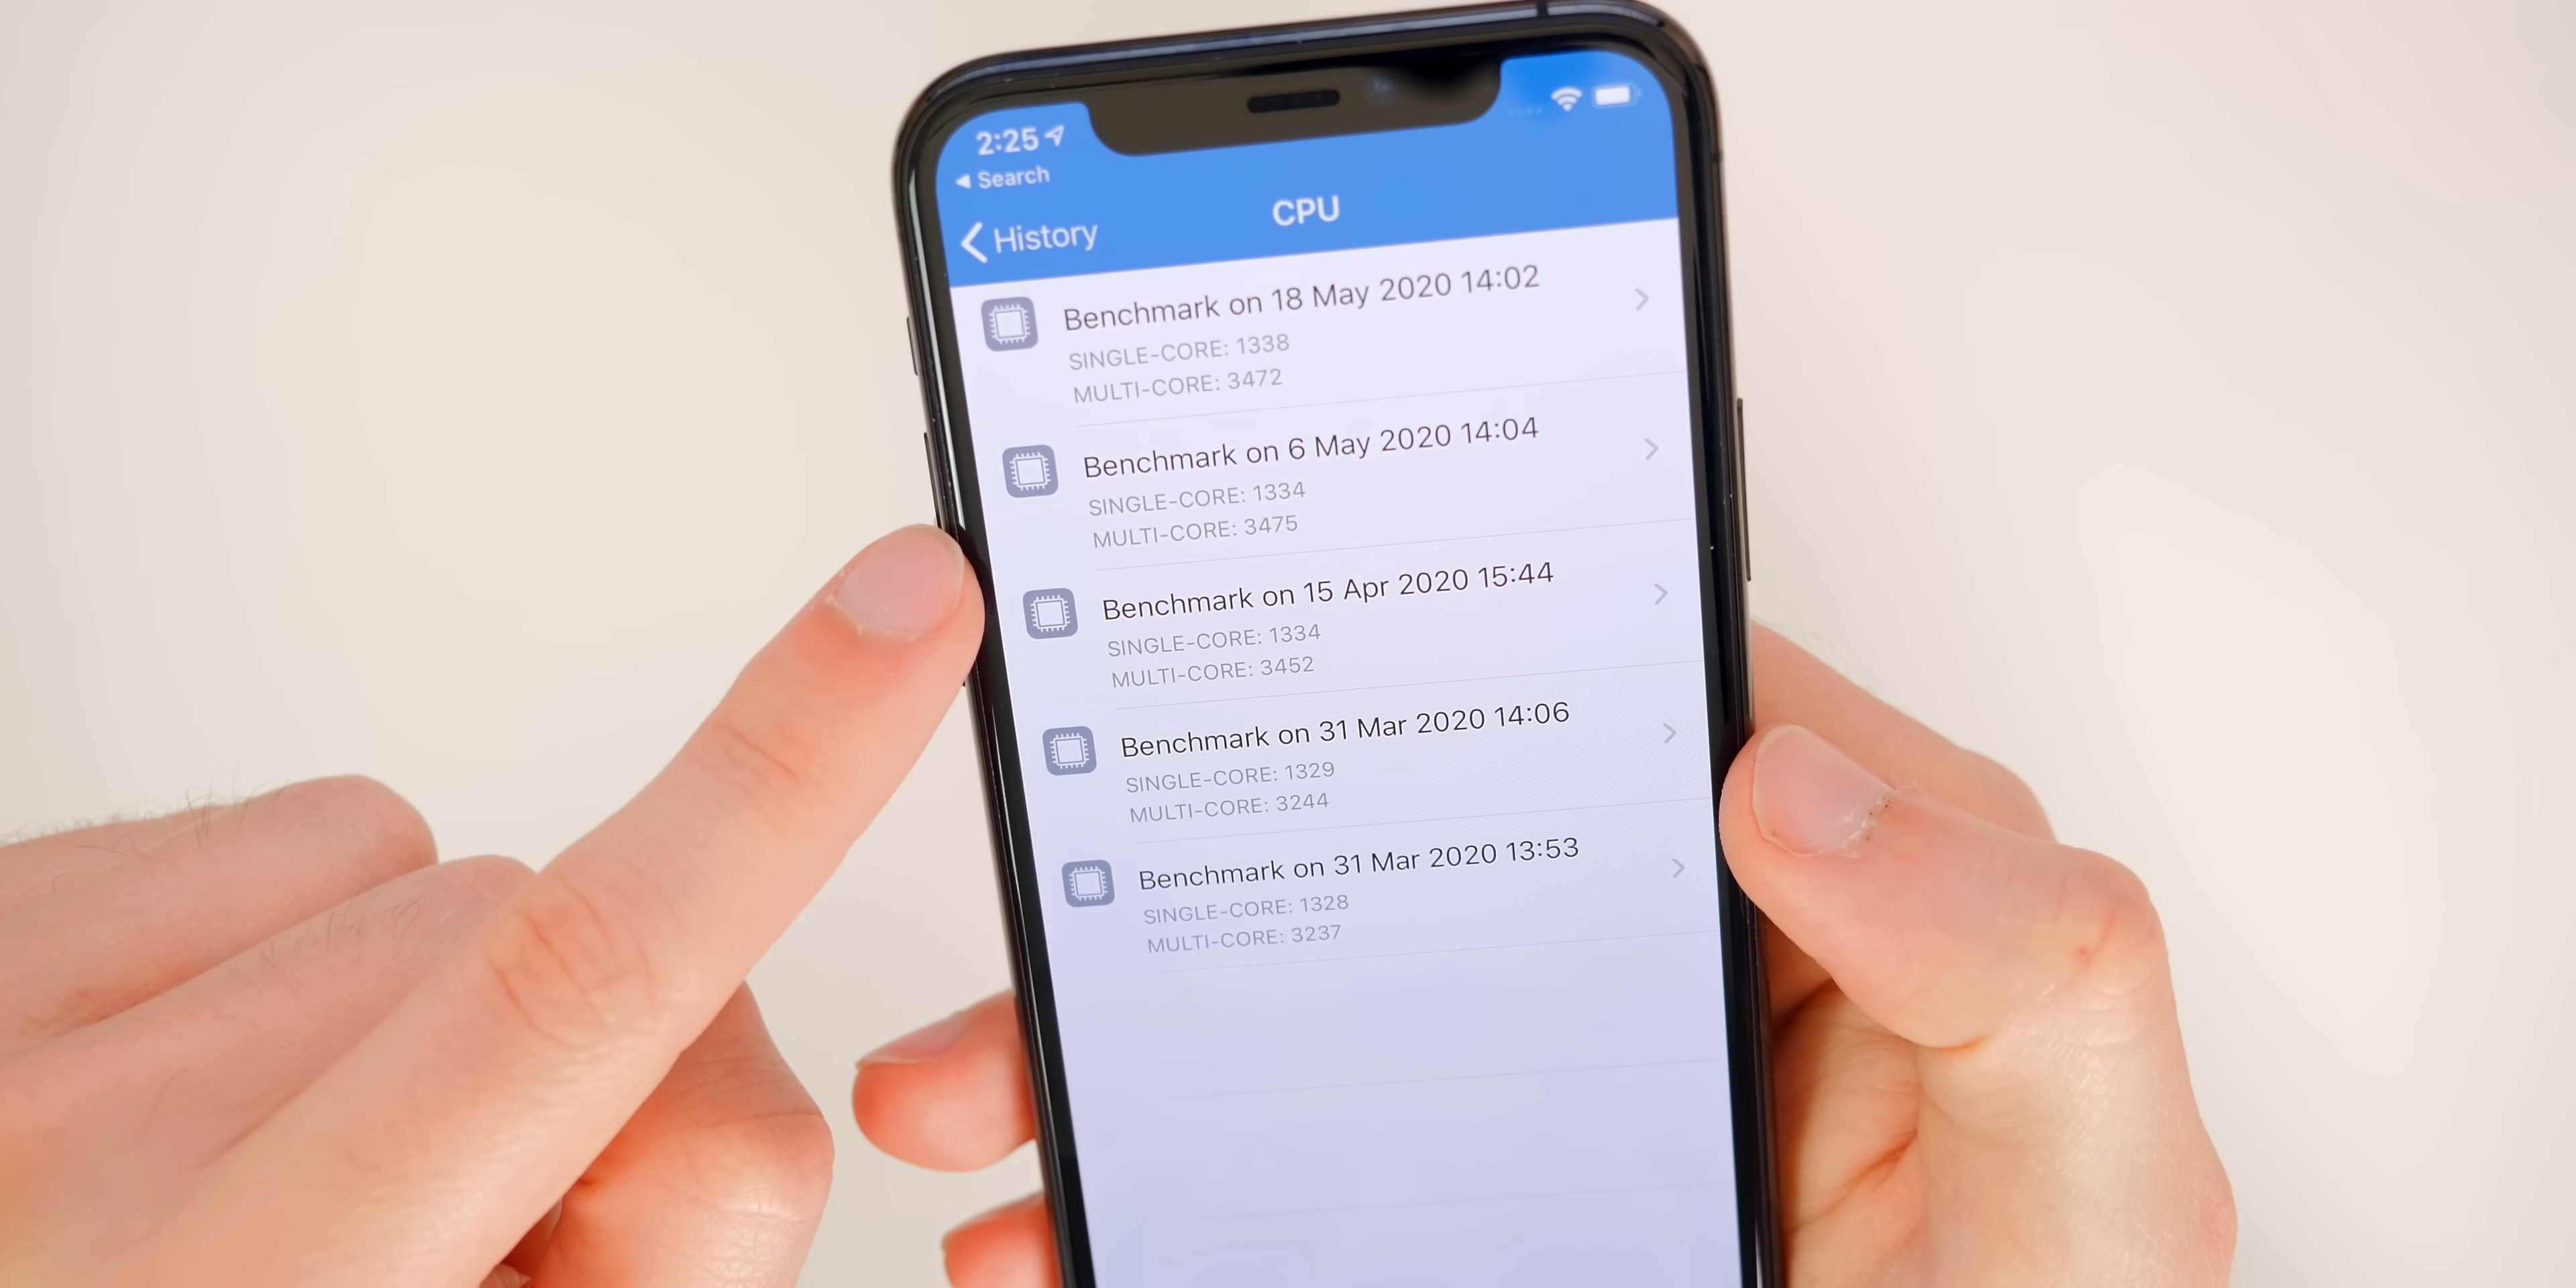 2:25
Search
History
CPU
Benchmark on 18 May 2020 14:02
SINGLE-CORE: 1338
MULTI-CORE: 3472
Benchmark on 6 May 2020 14:04
SINGLE-CORE: 1334
MULTI-CORE: 3475
Benchmark on 15 Apr 2020 15:44
SINGLE-CORE: 1334
MULTI-CORE: 3452
Benchmark on 31 Mar 2020 14:06
SINGLE-CORE: 1329
MULTI-CORE: 3244
Benchmark on 31 Mar 2020 13:53
SINGLE-CORE: 1328
MULTI-CORE: 3237